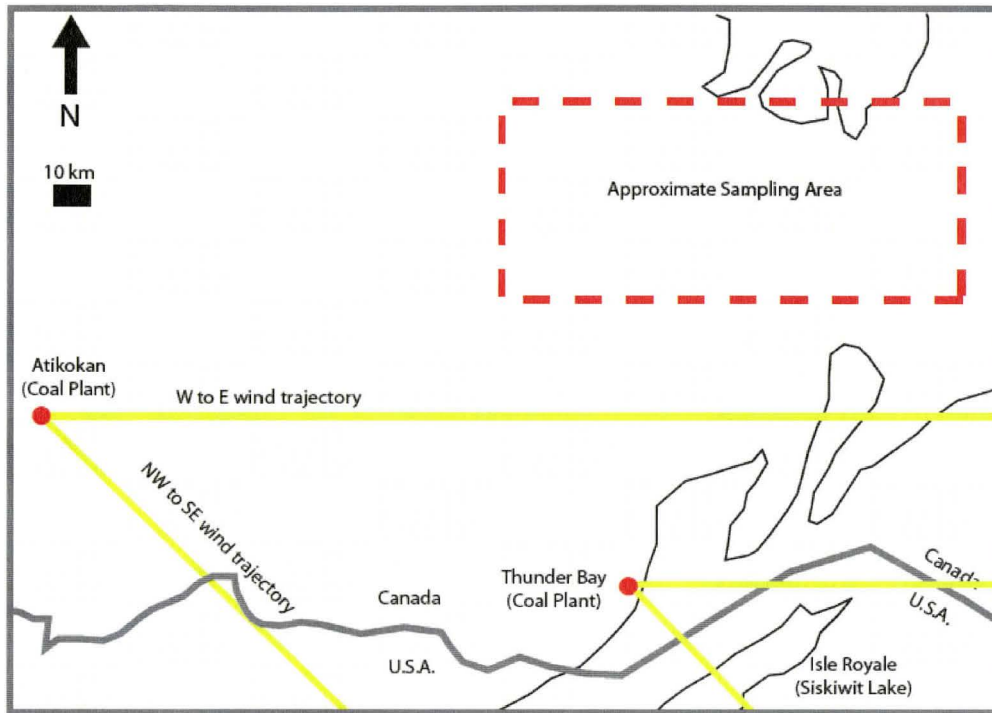 N
10 km
Approximate Sampling Area
Atikokan
(Coal Plant)
W to E wind trajectory
NW to SE wind trajectory
Thunder Bay
(Coal Plant)
Canada
U.S.A.
Canada
U.S.A.
Isle Royale
(Siskiwit Lake)